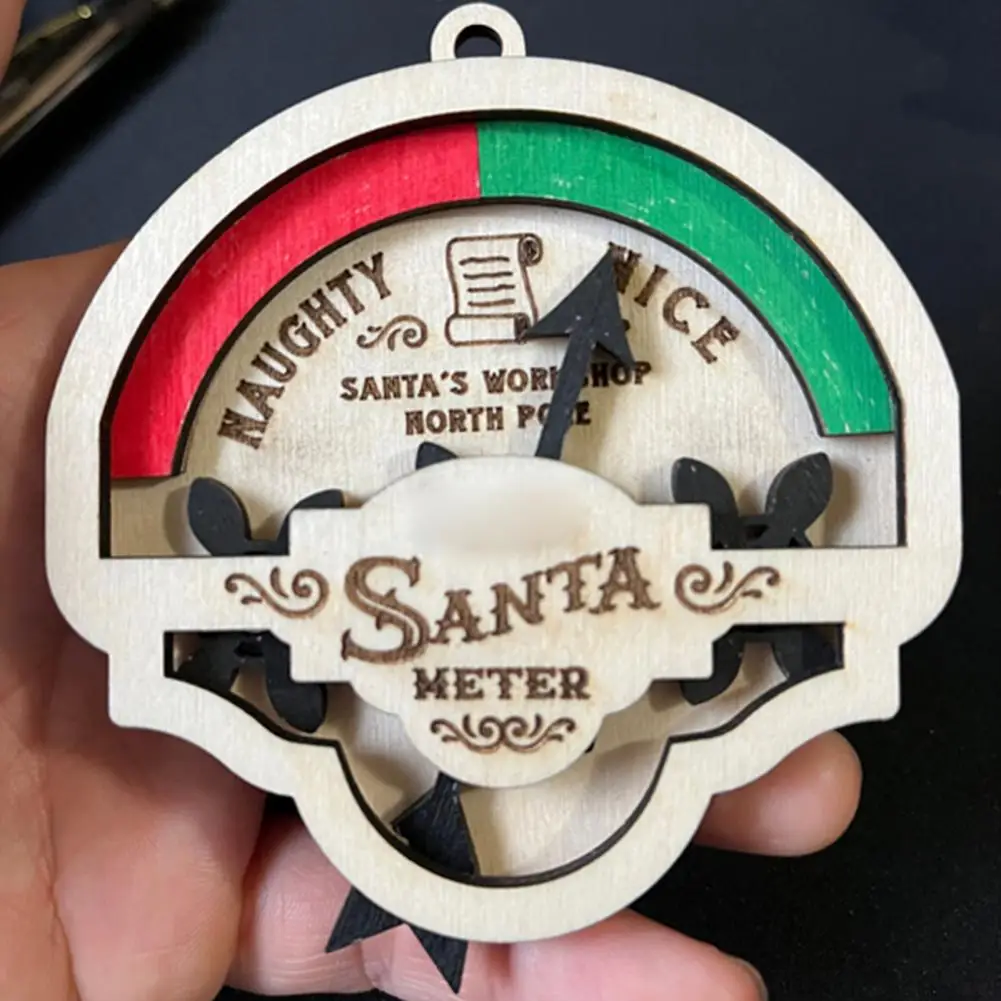 NAUGHTY
NICE
SANTA'S WORKSHOP
NORTH POLE
SANTA
METER